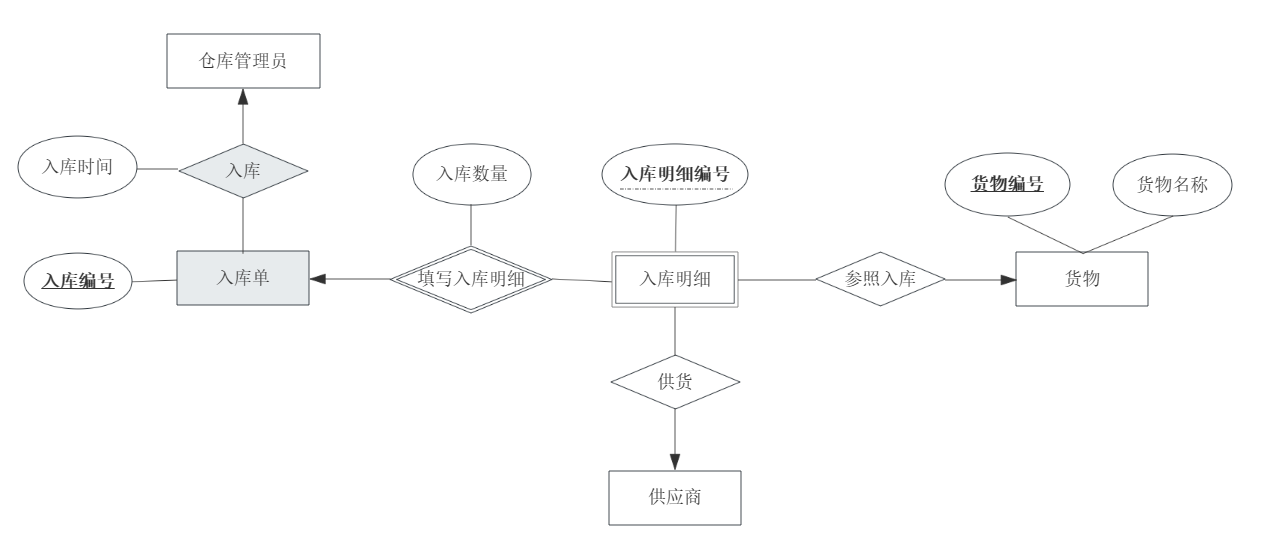 仓库管理员
入库时间
入库
入库数量
入库明细编号
货物编号
货物名称
入库编号
入库单
填写入库明细
入库明细
参照入库
货物
供货
供应商